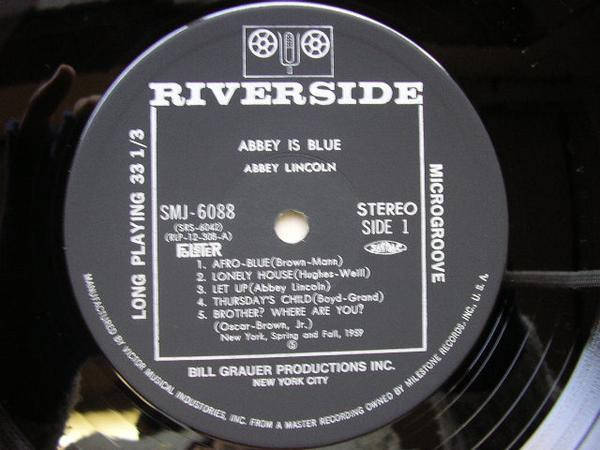 RIVERSIDE
ABBEY IS BLUE
ABBEY LINCOLN
LONG PLAYING 33 1/3
MICROGROOVE
SMJ-6088
(SRS-6042)
(RLP-12-308-A)
STEREO
SIDE 1
1. AFRO-BLUE(Brown-Mann)
2. LONELY HOUSE(Hughes-Weill)
3. LET UP(Abbey Lincoln)
4. THURSDAY'S CHILD(Boyd-Grand)
5. BROTHER? WHERE ARE YOU?
(Oscar-Brown, Jr.)
New York, Spring and Fall, 1959
BILL GRAUER PRODUCTIONS INC.
NEW YORK CITY
MANUFACTURED BY VICTOR MUSICAL INDUSTRIES, INC. FROM A MASTER RECORDING OWNED BY MILESTONE RECORDS, INC., U.S.A.